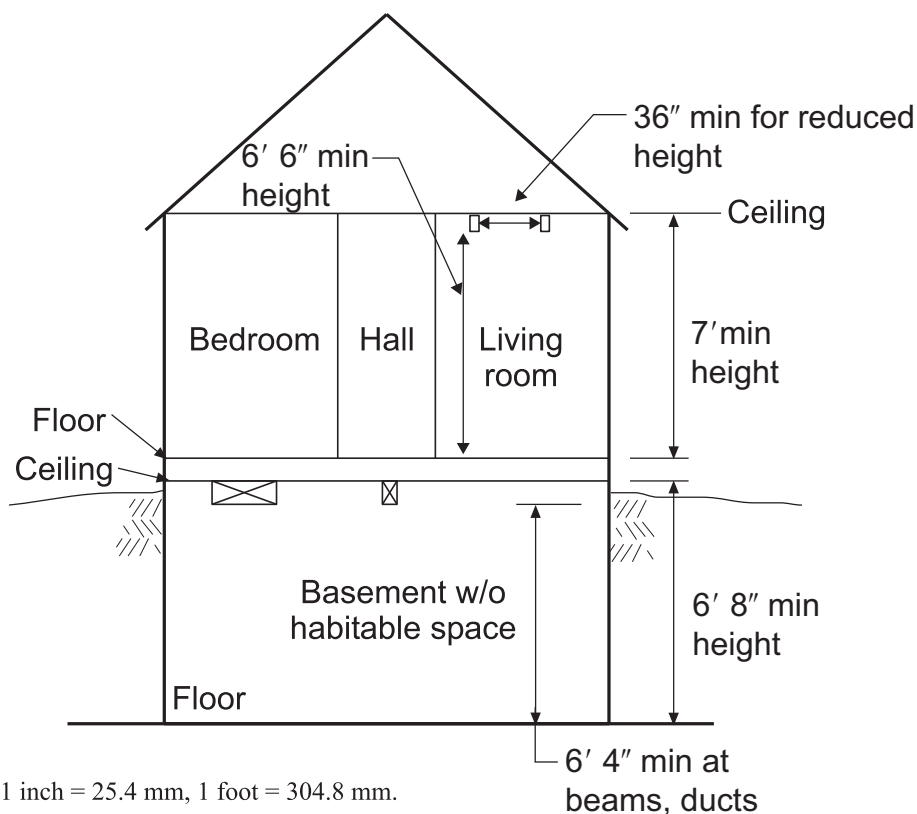 36″ min for reduced
height
6′ 6″ min
height
Ceiling
Bedroom
Hall
Living
room
7′min
height
Floor
Ceiling
Basement w/o
habitable space
6′ 8″ min
height
Floor
6′ 4″ min at
beams, ducts
1 inch = 25.4 mm, 1 foot = 304.8 mm.